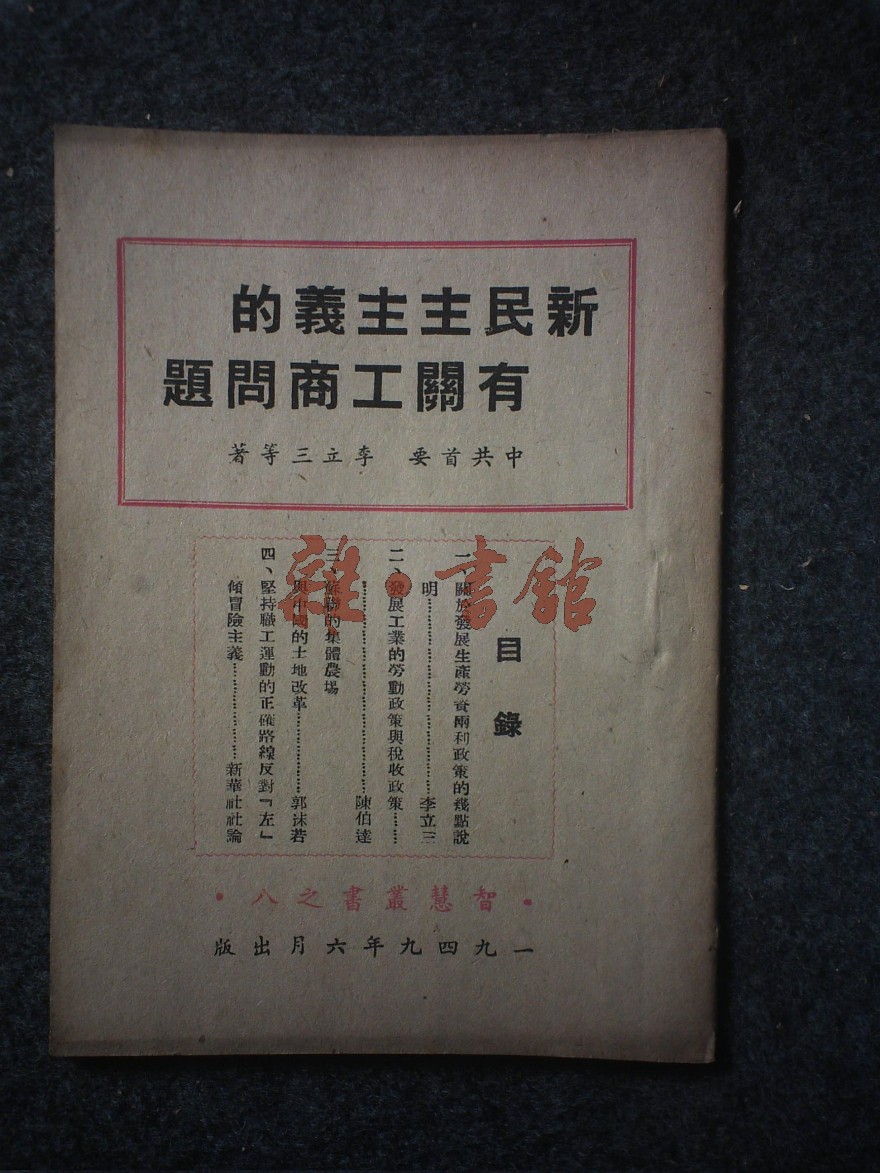 新民主主義的
有關工商問題
中共首要 李立三等著
目錄
一、關於發展生產勞資兩利政策的幾點說
明……………………李立三
二、發展工業的勞動政策與稅收政策……
……………………陳伯達
三、蘇聯的集體農場
與中國的土地改革……………郭沫若
四、堅持職工運動的正確路線反對『左』
傾冒險主義……………新華社社論
•智慧叢書之八•
一九四九年六月出版
雜·書館